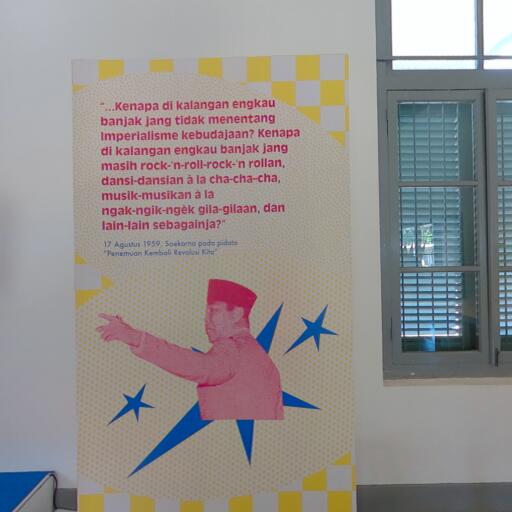 "...Kenapa di kalangan engkau
banjak jang tidak menentang
Imperialisme kebudajaan? Kenapa
di kalangan engkau banjak jang
masih rock-'n-roll-rock-'n rollan,
dansi-dansian à la cha-cha-cha,
musik-musikan à la
ngak-ngik-ngèk gila-gilaan, dan
lain-lain sebagainja?"
17 Agustus 1959, Soekarno pada pidato
"Penemuan Kembali Revolusi Kita"